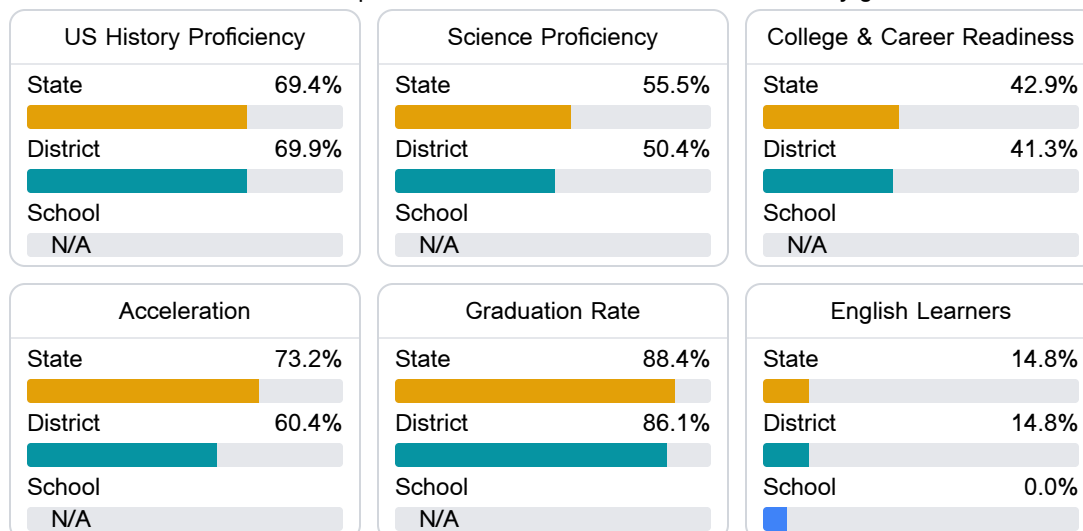 US History Proficiency
State 69.4%
District 69.9%
School
N/A
Science Proficiency
State 55.5%
District 50.4%
School
N/A
College & Career Readiness
State 42.9%
District 41.3%
School
N/A
Acceleration
State 73.2%
District 60.4%
School
N/A
Graduation Rate
State 88.4%
District 86.1%
School
N/A
English Learners
State 14.8%
District 14.8%
School 0.0%